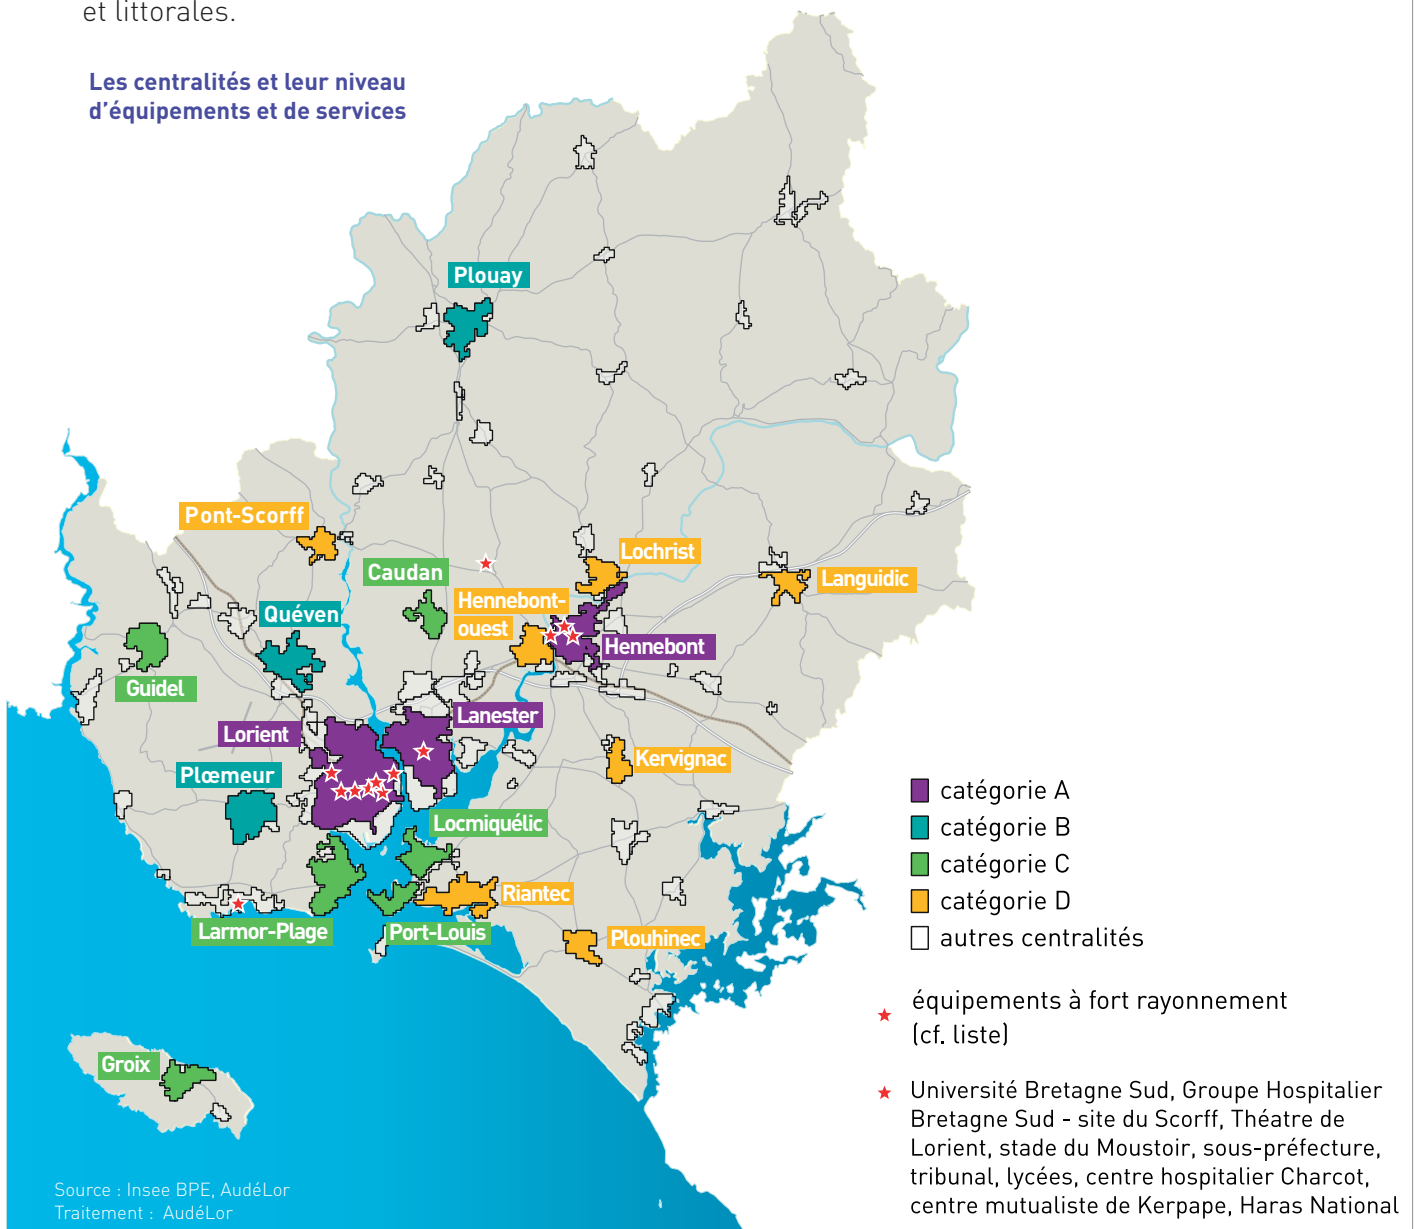 et littorales.
Les centralités et leur niveau
d'équipements et de services
Plouay
Pont-Scorff
Lochrist
Caudan
Languidic
Hennebont-
ouest
Quéven
Hennebont
Guidel
Lanester
Lorient
Kervignac
Plœmeur
catégorie A
Locmiquélic
catégorie B
catégorie C
Riantec
catégorie D
Larmor-Plage
Port-Louis
Plouhinec
autres centralités
équipements à fort rayonnement
(cf. liste)
Groix
Université Bretagne Sud, Groupe Hospitalier
Bretagne Sud - site du Scorff, Théatre de
Lorient, stade du Moustoir, sous-préfecture,
tribunal, lycées, centre hospitalier Charcot,
centre mutualiste de Kerpape, Haras National
Source : Insee BPE, AudéLor
Traitement : AudéLor